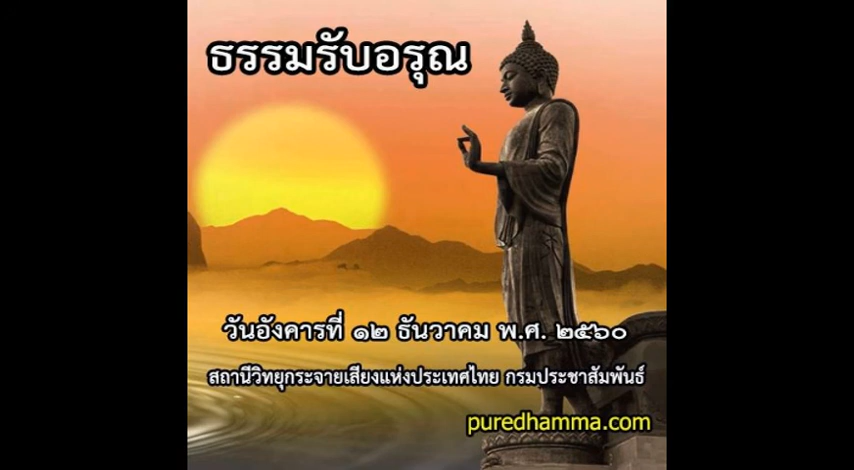 ธรรมรับอรุณ
วันอังคารที่ ๑๒ ธันวาคม พ.ศ. ๒๕๖๐
สถานีวิทยุกระจายเสียงแห่งประเทศไทย กรมประชาสัมพันธ์
puredhamma.com